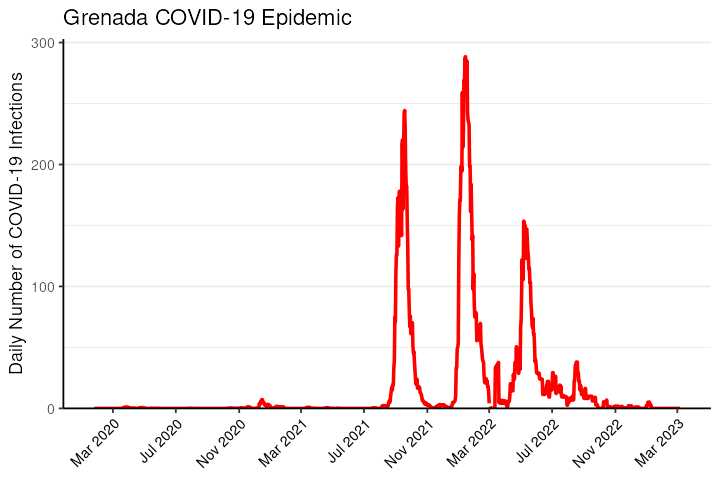 Grenada COVID-19 Epidemic
Daily Number of COVID-19 Infections
300
200
100
0
Mar 2020
Jul 2020
Nov 2020
Mar 2021
Jul 2021
Nov 2021
Mar 2022
Jul 2022
Nov 2022
Mar 2023